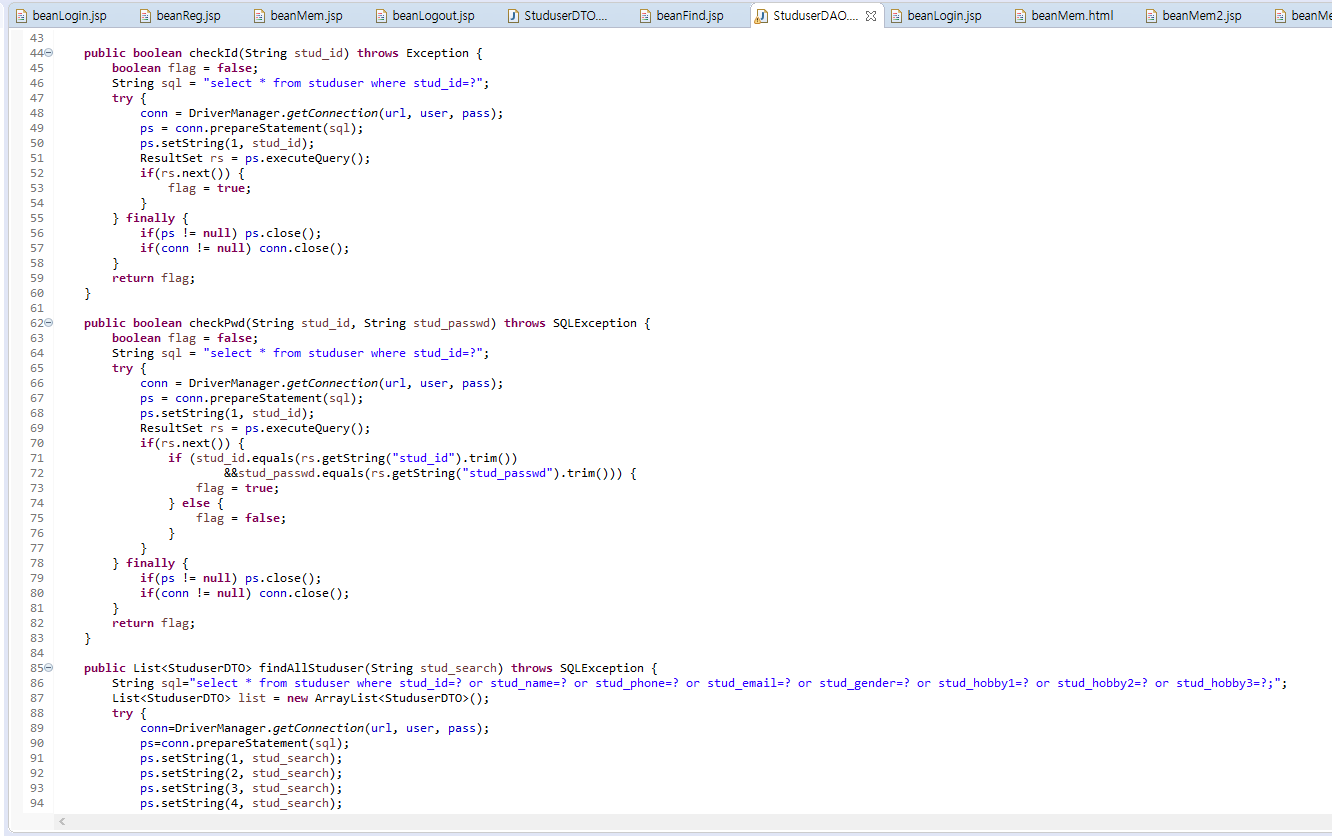 beanLogin.jsp beanReg.jsp beanMem.jsp beanLogout.jsp StuduserDTO.... beanFind.jsp StuduserDAO.... beanLogin.jsp beanMem.html beanMem2.jsp beanMe
43
44 public boolean checkId(String stud_id) throws Exception {
45 boolean flag = false;
46 String sql = "select * from studuser where stud_id=?";
47 try {
48 conn = DriverManager.getConnection(url, user, pass);
49 ps = conn.prepareStatement(sql);
50 ps.setString(1, stud_id);
51 ResultSet rs = ps.executeQuery();
52 if(rs.next()) {
53 flag = true;
54 }
55 } finally {
56 if(ps != null) ps.close();
57 if(conn != null) conn.close();
58 }
59 return flag;
60 }
61
62 public boolean checkPwd(String stud_id, String stud_passwd) throws SQLException {
63 boolean flag = false;
64 String sql = "select * from studuser where stud_id=?";
65 try {
66 conn = DriverManager.getConnection(url, user, pass);
67 ps = conn.prepareStatement(sql);
68 ps.setString(1, stud_id);
69 ResultSet rs = ps.executeQuery();
70 if(rs.next()) {
71 if (stud_id.equals(rs.getString("stud_id").trim())
72 &&stud_passwd.equals(rs.getString("stud_passwd").trim())) {
73 flag = true;
74 } else {
75 flag = false;
76 }
77 }
78 } finally {
79 if(ps != null) ps.close();
80 if(conn != null) conn.close();
81 }
82 return flag;
83 }
84
85 public List<StuduserDTO> findAllStuduser(String stud_search) throws SQLException {
86 String sql="select * from studuser where stud_id=? or stud_name=? or stud_phone=? or stud_email=? or stud_gender=? or stud_hobby1=? or stud_hobby2=? or stud_hobby3=?;";
87 List<StuduserDTO> list = new ArrayList<StuduserDTO>();
88 try {
89 conn=DriverManager.getConnection(url, user, pass);
90 ps=conn.prepareStatement(sql);
91 ps.setString(1, stud_search);
92 ps.setString(2, stud_search);
93 ps.setString(3, stud_search);
94 ps.setString(4, stud_search);